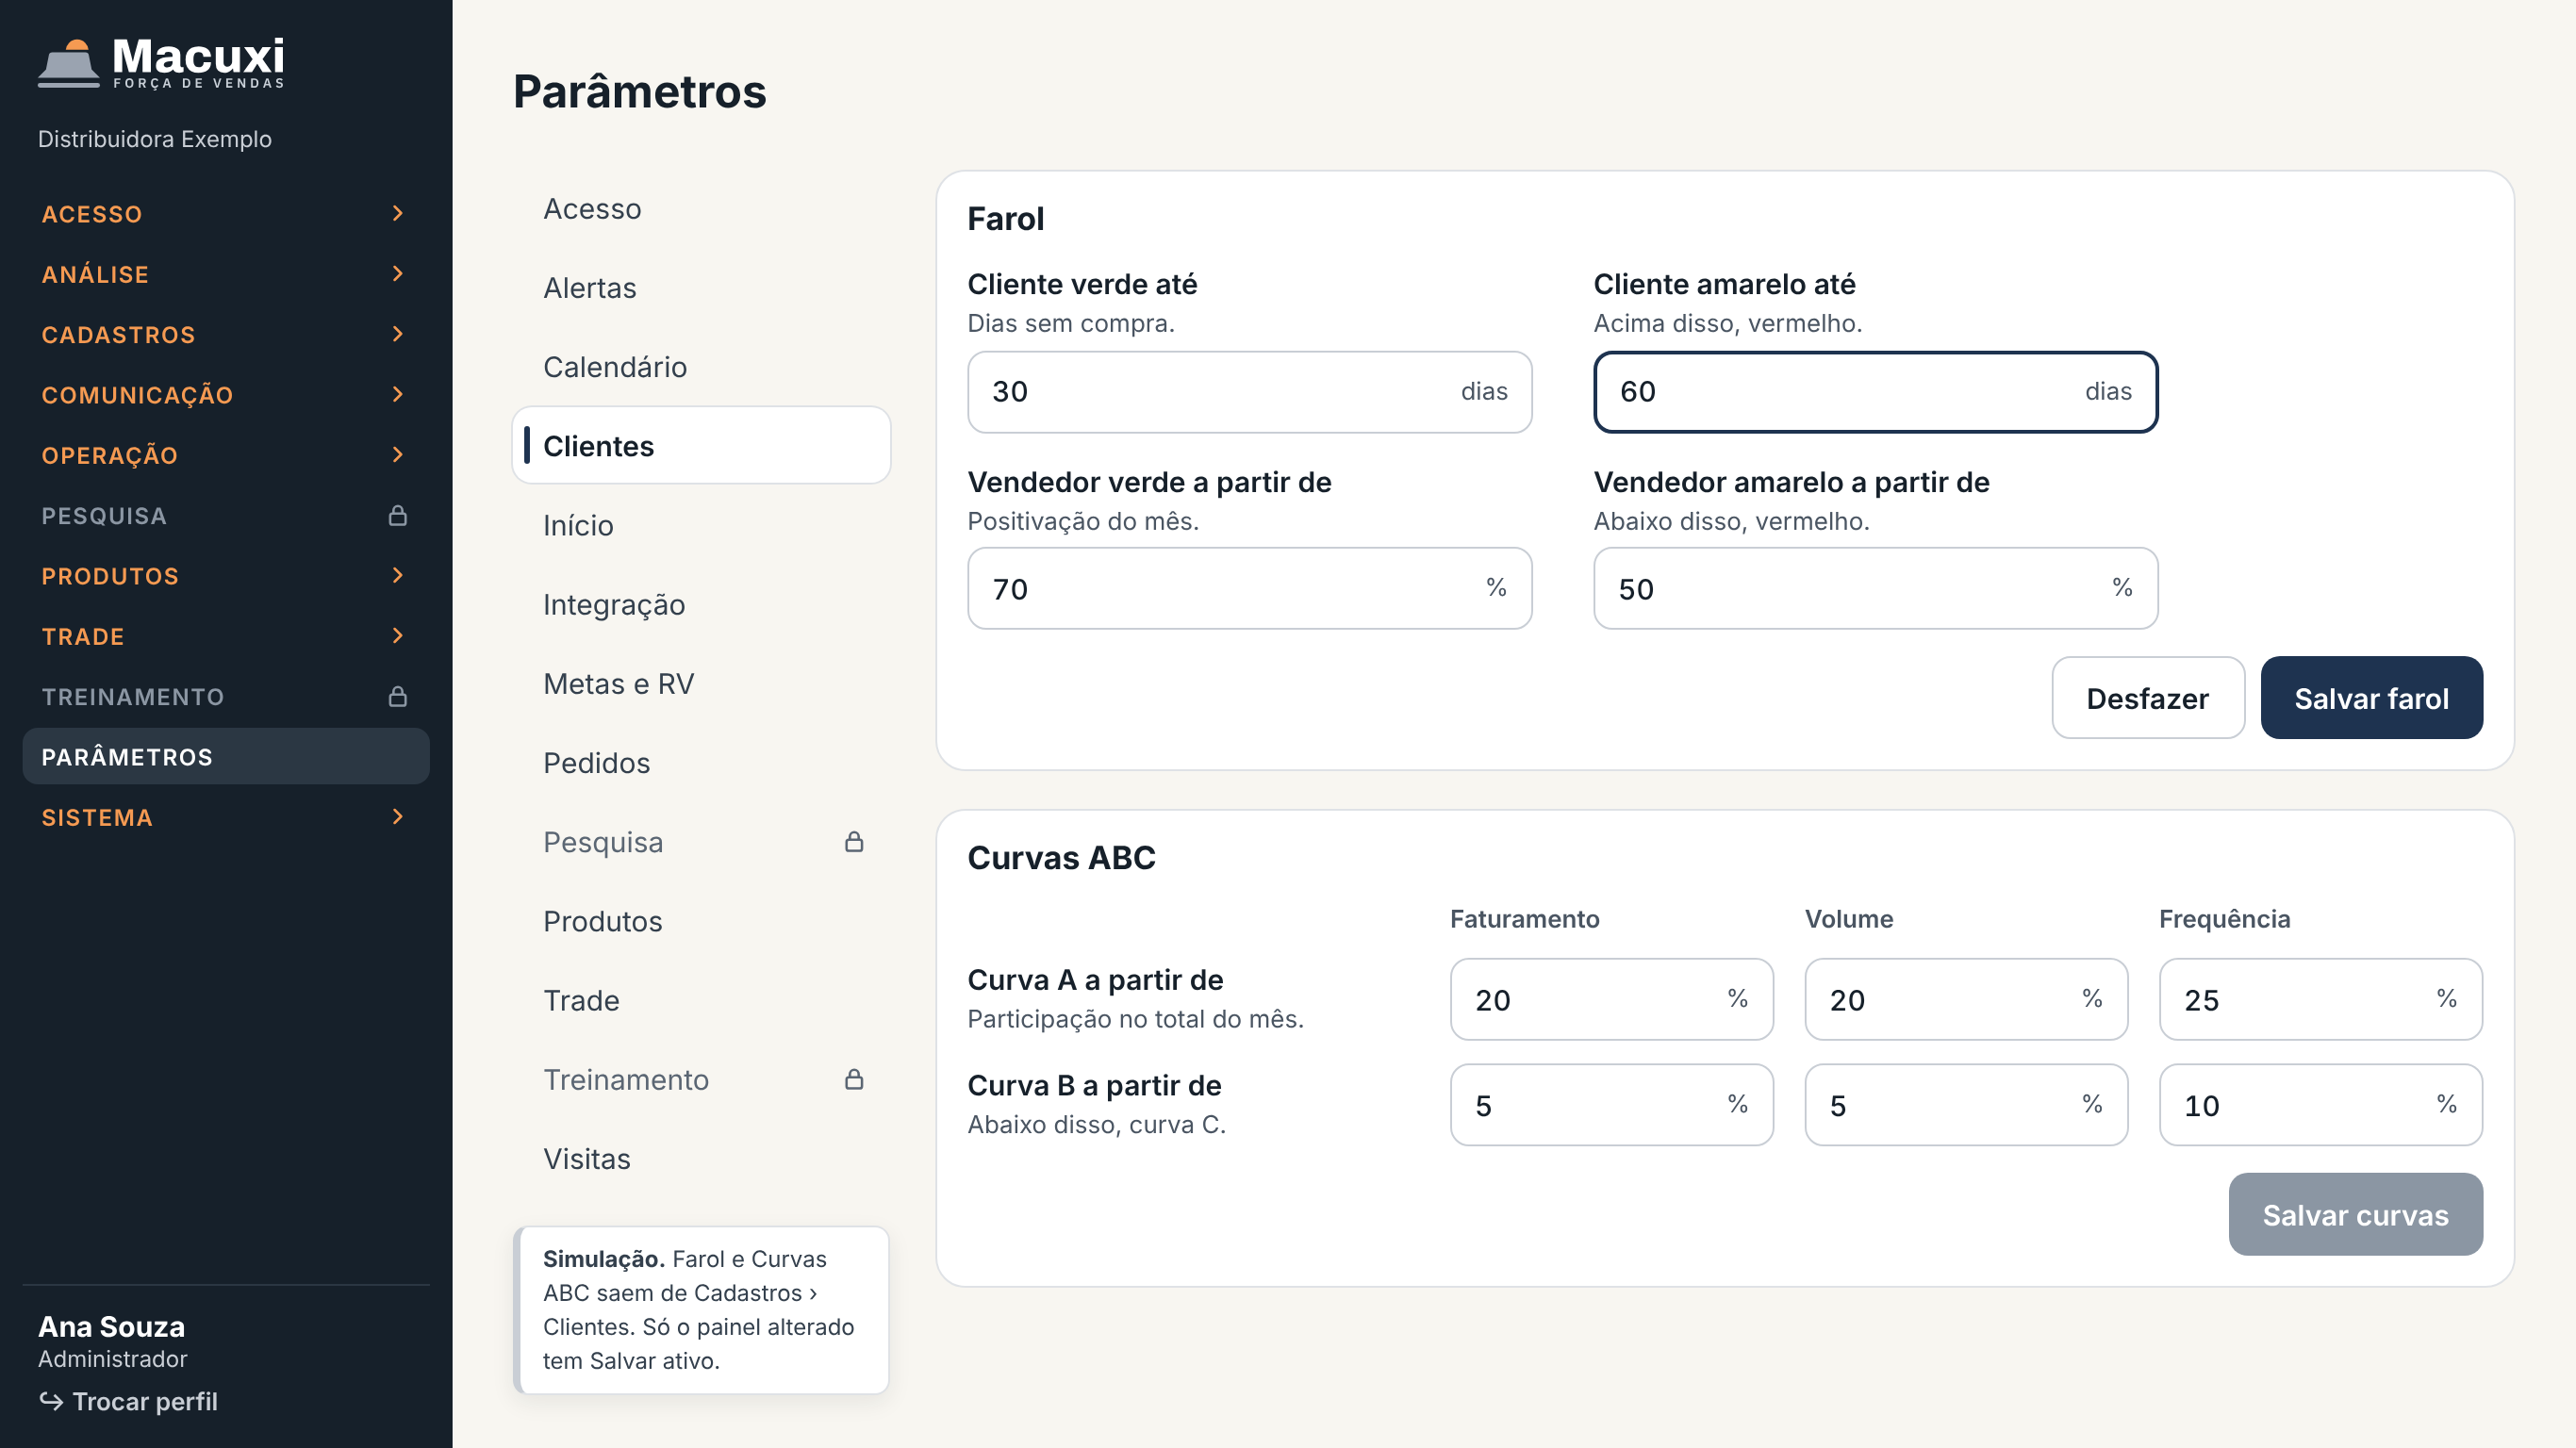 Macuxi
FORÇA DE VENDAS
Distribuidora Exemplo
ACESSO
ANÁLISE
CADASTROS
COMUNICAÇÃO
OPERAÇÃO
PESQUISA
PRODUTOS
TRADE
TREINAMENTO
PARÂMETROS
SISTEMA
Ana Souza
Administrador
Trocar perfil
Parâmetros
Acesso
Alertas
Calendário
Clientes
Início
Integração
Metas e RV
Pedidos
Pesquisa
Produtos
Trade
Treinamento
Visitas
Simulação. Farol e Curvas
ABC saem de Cadastros ›
Clientes. Só o painel alterado
tem Salvar ativo.
Farol
Cliente verde até
Dias sem compra.
30 dias
Cliente amarelo até
Acima disso, vermelho.
60 dias
Vendedor verde a partir de
Positivação do mês.
70 %
Vendedor amarelo a partir de
Abaixo disso, vermelho.
50 %
Desfazer
Salvar farol
Curvas ABC
Faturamento Volume Frequência
Curva A a partir de
Participação no total do mês.
20 % 20 % 25 %
Curva B a partir de
Abaixo disso, curva C.
5 % 5 % 10 %
Salvar curvas